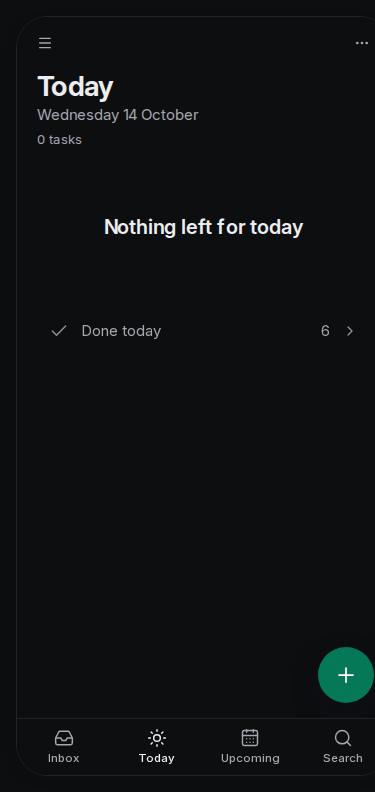 Today
Wednesday 14 October
0 tasks
Nothing left for today
Done today 6
Inbox Today Upcoming Search